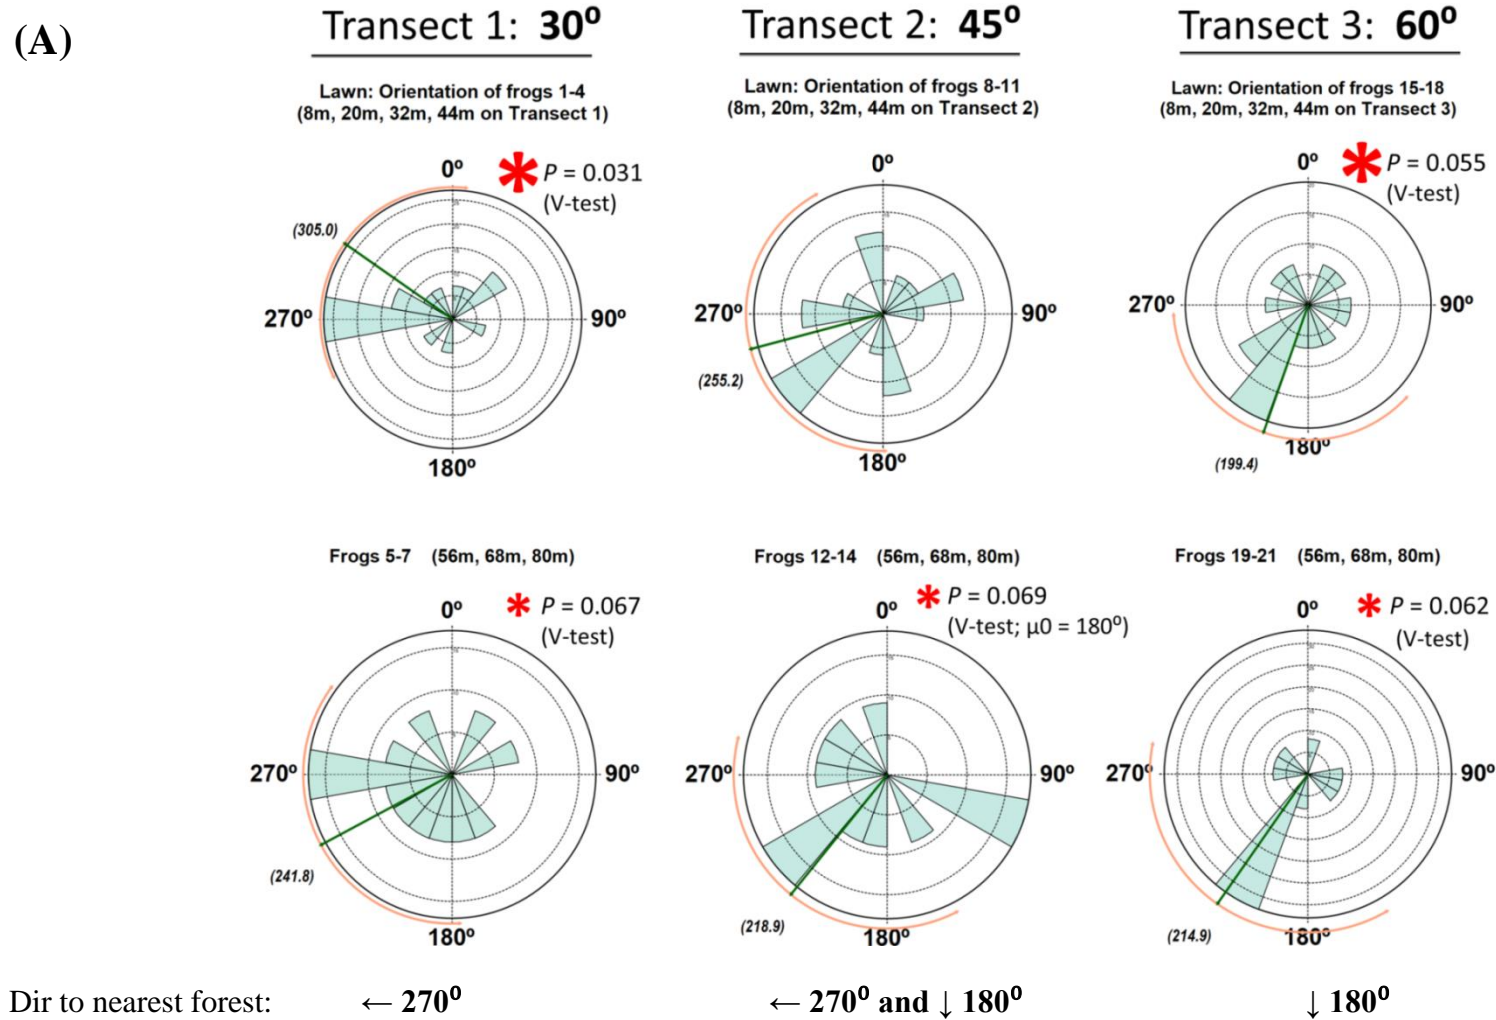 (A)
Transect 1: 30⁰
Transect 2: 45⁰
Transect 3: 60⁰
Lawn: Orientation of frogs 1-4
(8m, 20m, 32m, 44m on Transect 1)
Lawn: Orientation of frogs 8-11
(8m, 20m, 32m, 44m on Transect 2)
Lawn: Orientation of frogs 15-18
(8m, 20m, 32m, 44m on Transect 3)
0⁰
* P = 0.031
(V-test)
(305.0)
270⁰
90⁰
180⁰
0⁰
270⁰
90⁰
(255.2)
180⁰
0⁰
* P = 0.055
(V-test)
270⁰
90⁰
180⁰
(199.4)
Frogs 5-7 (56m, 68m, 80m)
Frogs 12-14 (56m, 68m, 80m)
Frogs 19-21 (56m, 68m, 80m)
0⁰
* P = 0.067
(V-test)
270⁰
90⁰
(241.8)
180⁰
0⁰
* P = 0.069
(V-test; μ0 = 180⁰)
270⁰
90⁰
(218.9)
180⁰
0⁰
* P = 0.062
(V-test)
270⁰
90⁰
(214.9)
180⁰
Dir to nearest forest: ← 270⁰ ← 270⁰ and ↓ 180⁰ ↓ 180⁰